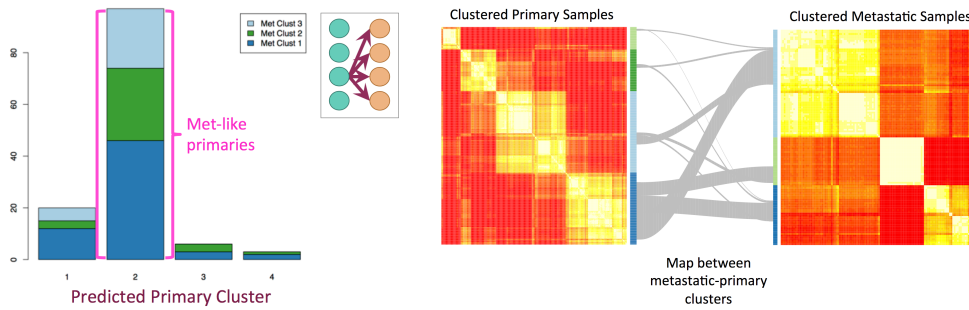 Met Clust 3
Met Clust 2
Met Clust 1
80
60
40
20
0
Met-like
primaries
1 2 3 4
Predicted Primary Cluster
Clustered Primary Samples
Clustered Metastatic Samples
Map between
metastatic-primary
clusters